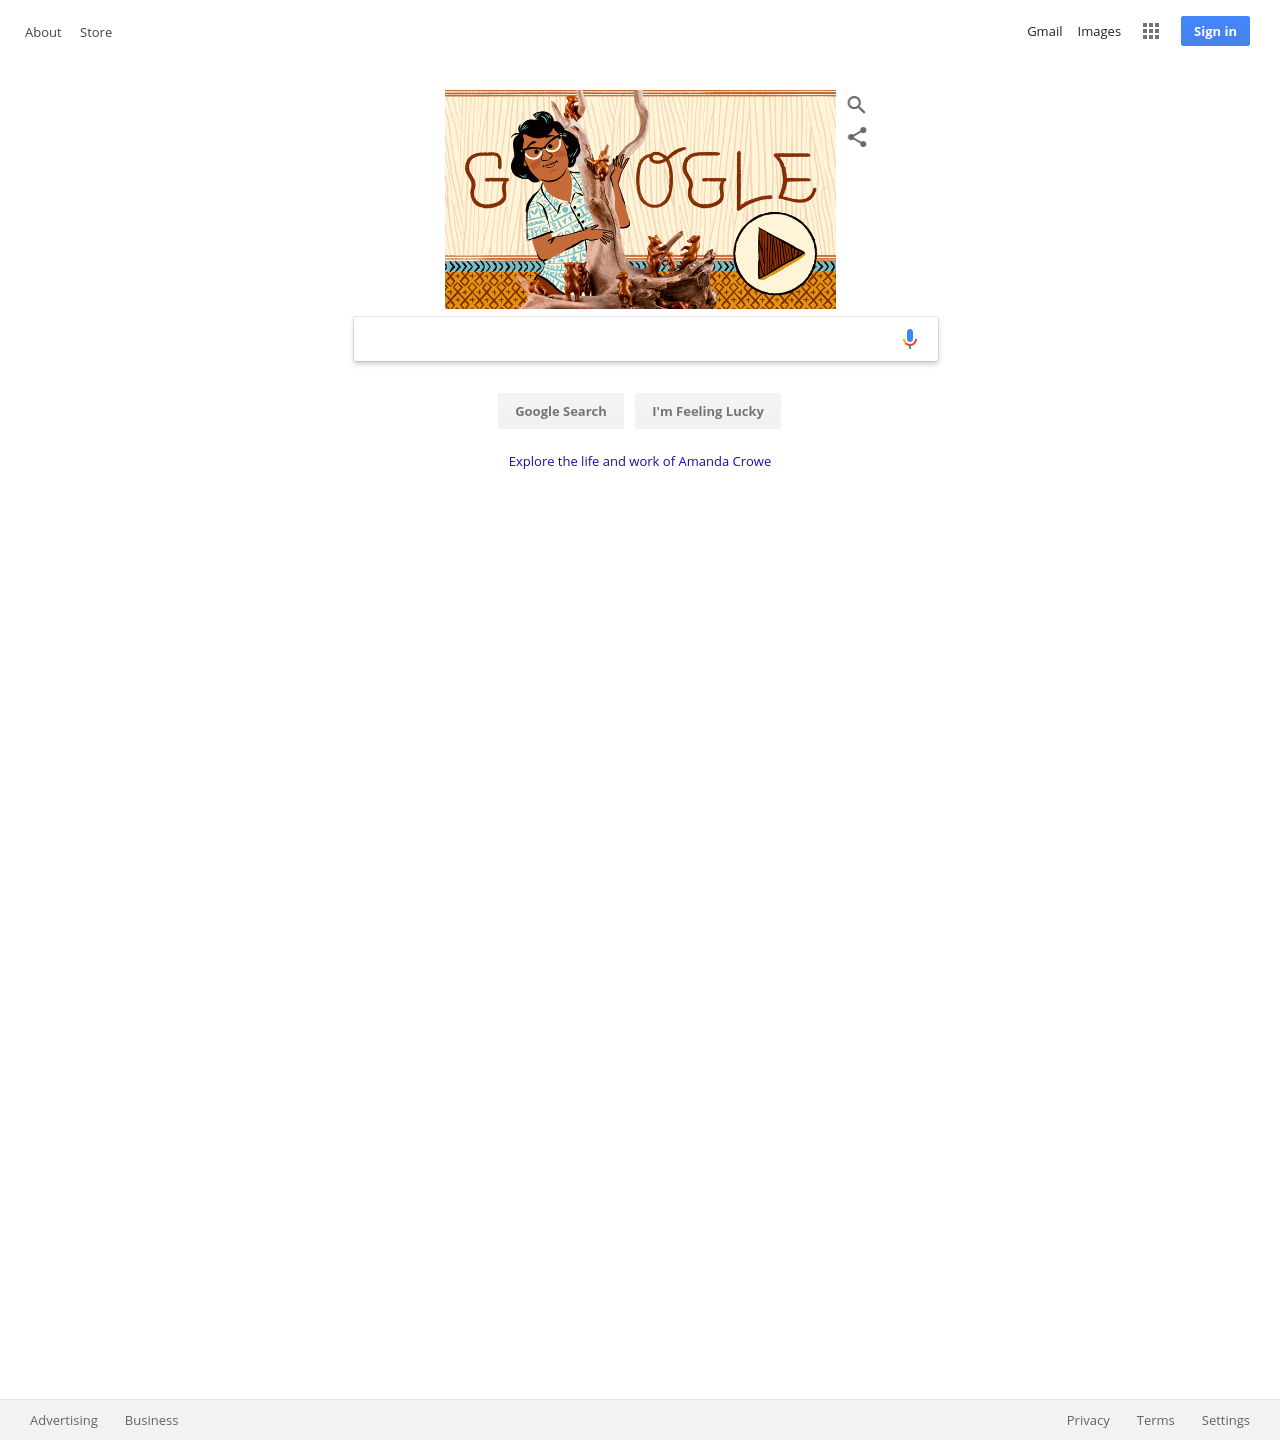 About Store
Gmail Images Sign in
GOOGLE
Google Search I'm Feeling Lucky
Explore the life and work of Amanda Crowe
Advertising Business
Privacy Terms Settings